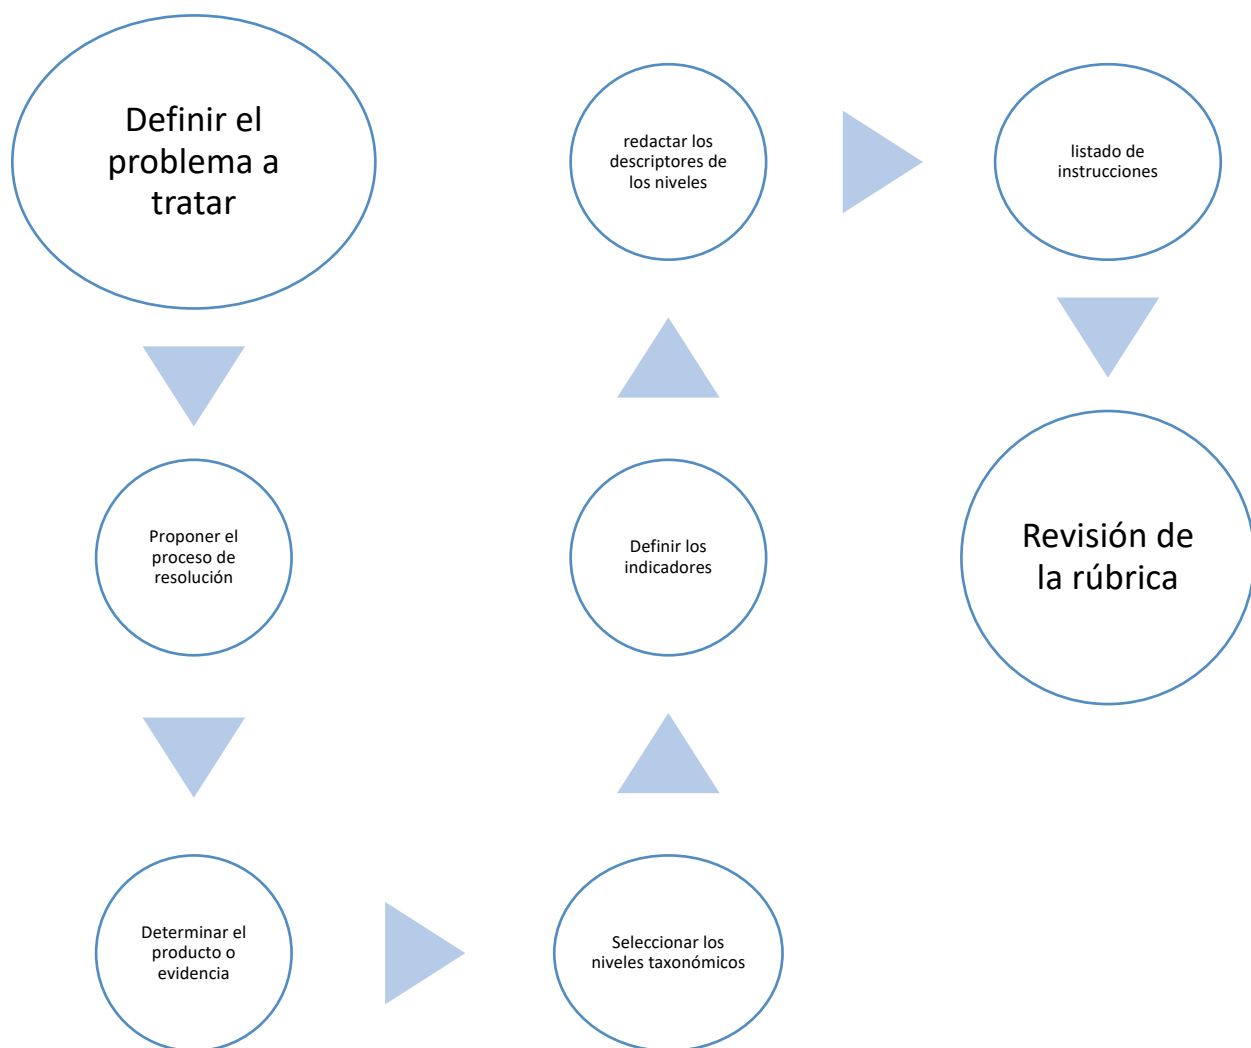 Definir el
problema a
tratar
Proponer el
proceso de
resolución
Determinar el
producto o
evidencia
Seleccionar los
niveles taxonómicos
Definir los
indicadores
redactar los
descriptores de
los niveles
listado de
instrucciones
Revisión de
la rúbrica